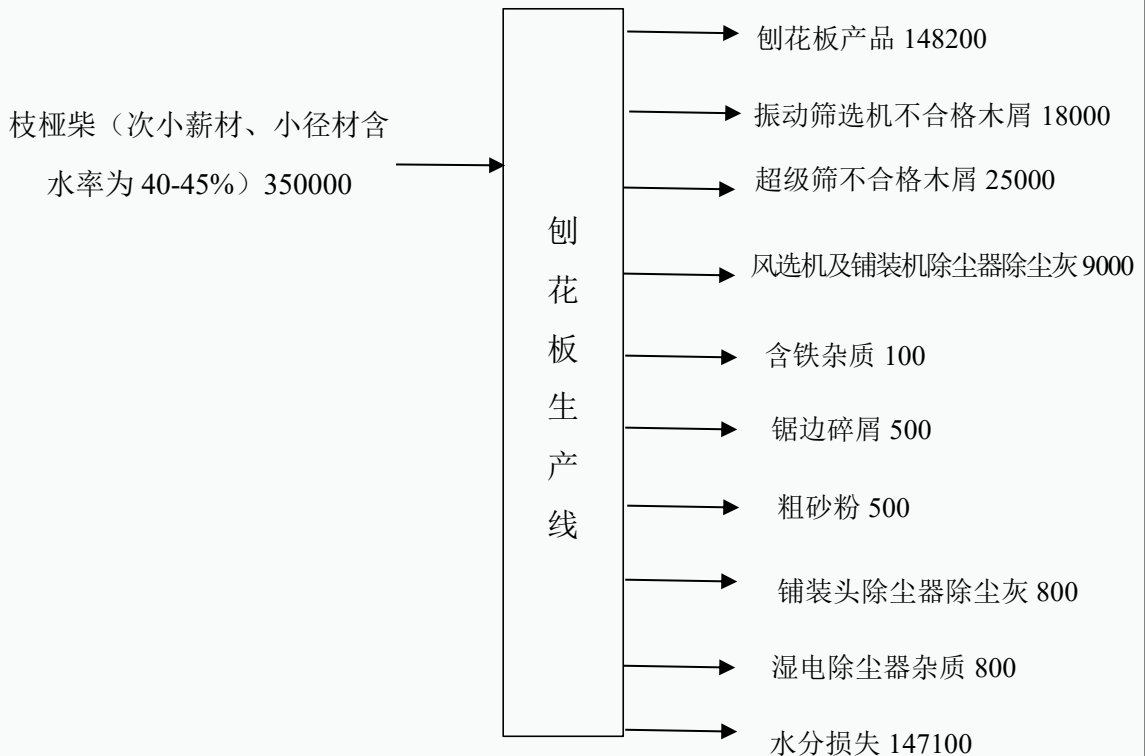 刨花板产品 148200
振动筛选机不合格木屑 18000
枝桠柴（次小薪材、小径材含
水率为 40-45%）350000
超级筛不合格木屑 25000
刨
花
板
生
产
线
风选机及铺装机除尘器除尘灰 9000
含铁杂质 100
锯边碎屑 500
粗砂粉 500
铺装头除尘器除尘灰 800
湿电除尘器杂质 800
水分损失 147100